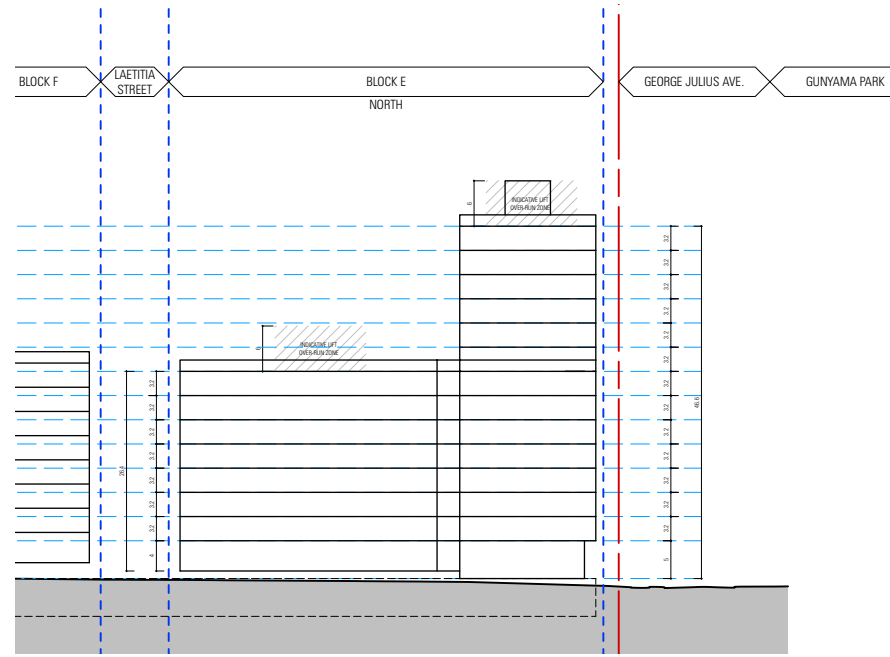 BLOCK F
LAETITIA
STREET
BLOCK E
GEORGE JULIUS AVE.
GUNYAMA PARK
NORTH
6
INDICATIVE LIFT
OVER-RUN ZONE
3.2
3.2
3.2
3.2
3.2
6
INDICATIVE LIFT
OVER-RUN ZONE
3.2
3.2
3.2
3.2
3.2
46.6
3.2
3.2
3.2
3.2
26.4
3.2
3.2
3.2
3.2
3.2
3.2
4
5